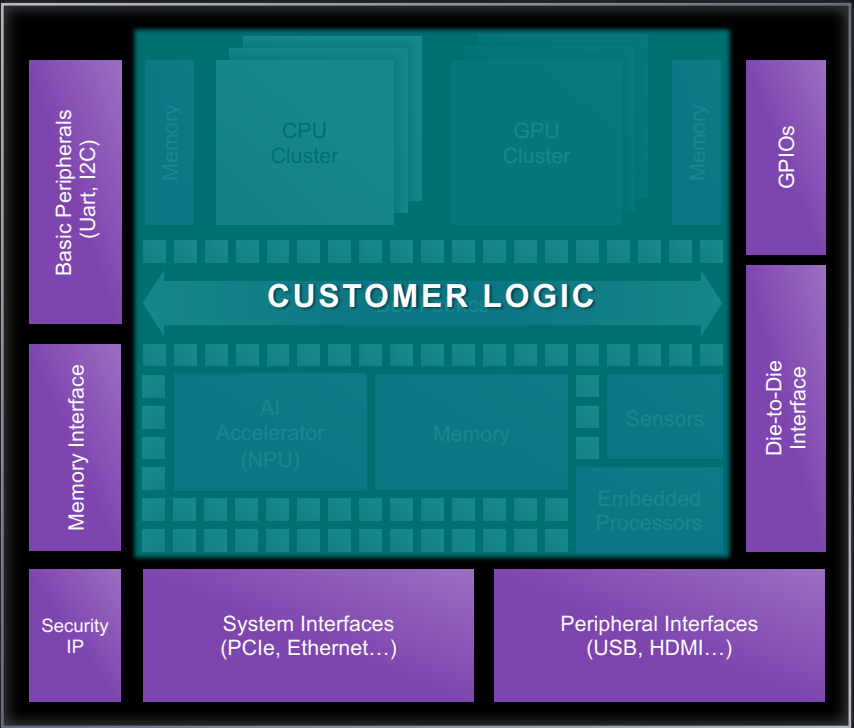 Basic Peripherals
(Uart, I2C)
Memory
CPU
Cluster
GPU
Cluster
Memory
GPIOs
CUSTOMER LOGIC
Memory Interface
AI
Accelerator
(NPU)
Memory
Sensors
Embedded
Processors
Die-to-Die
Interface
Security
IP
System Interfaces
(PCIe, Ethernet…)
Peripheral Interfaces
(USB, HDMI…)